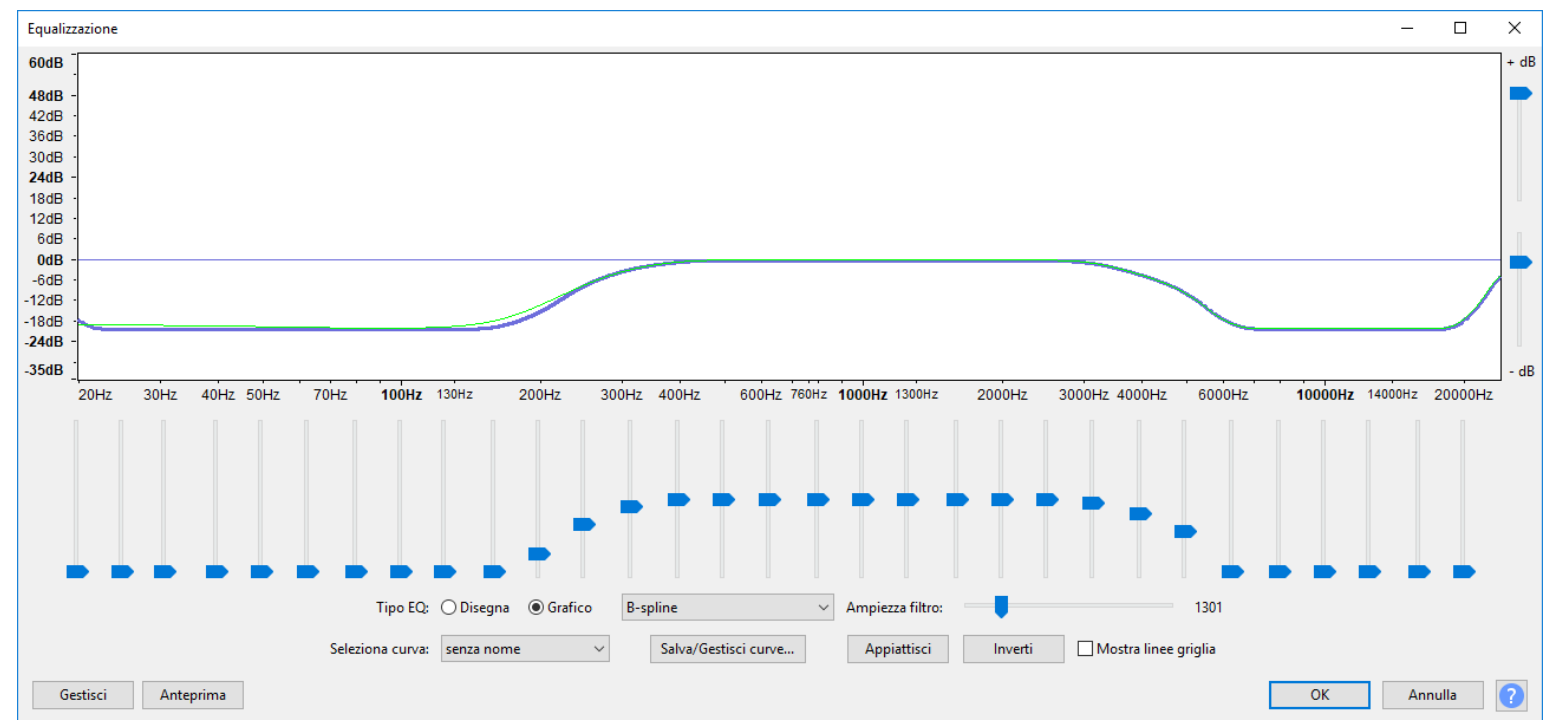 Equalizzazione
60dB
+ dB
48dB
42dB
36dB
30dB
24dB
18dB
12dB
6dB
0dB
-6dB
-12dB
-18dB
-24dB
-35dB
- dB
20Hz 30Hz 40Hz 50Hz 70Hz 100Hz 130Hz 200Hz 300Hz 400Hz 600Hz 760Hz 1000Hz 1300Hz 2000Hz 3000Hz 4000Hz 6000Hz 10000Hz 14000Hz 20000Hz
Tipo EQ: Disegna Grafico B-spline Ampiezza filtro: 1301
Seleziona curva: senza nome Salva/Gestisci curve... Appiattisci Inverti Mostra linee griglia
Gestisci Anteprima OK Annulla ?